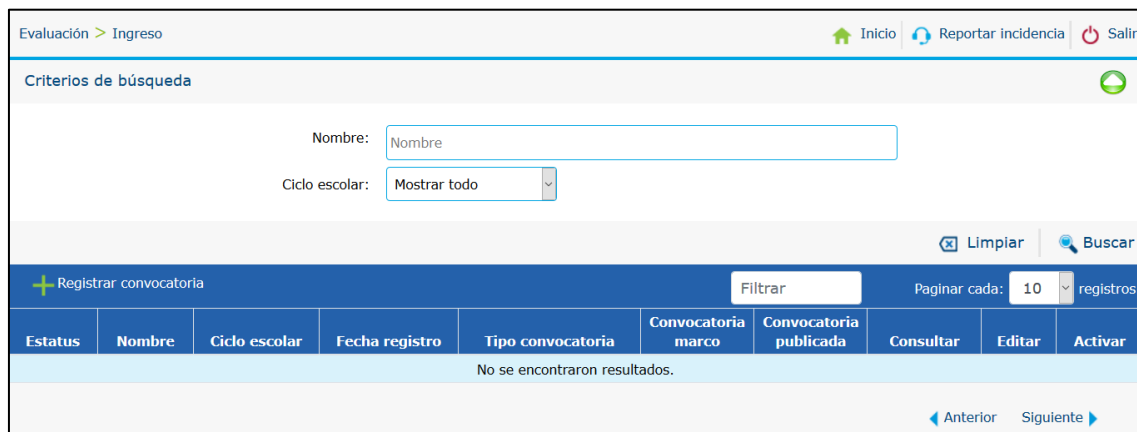 Evaluación > Ingreso
Inicio
Reportar incidencia
Salir
Criterios de búsqueda
Nombre:
Nombre
Ciclo escolar:
Mostrar todo
Limpiar
Buscar
Registrar convocatoria
Filtrar
Paginar cada: 10 registros
Estatus Nombre Ciclo escolar Fecha registro Tipo convocatoria Convocatoria marco Convocatoria publicada Consultar Editar Activar
No se encontraron resultados.
Anterior Siguiente